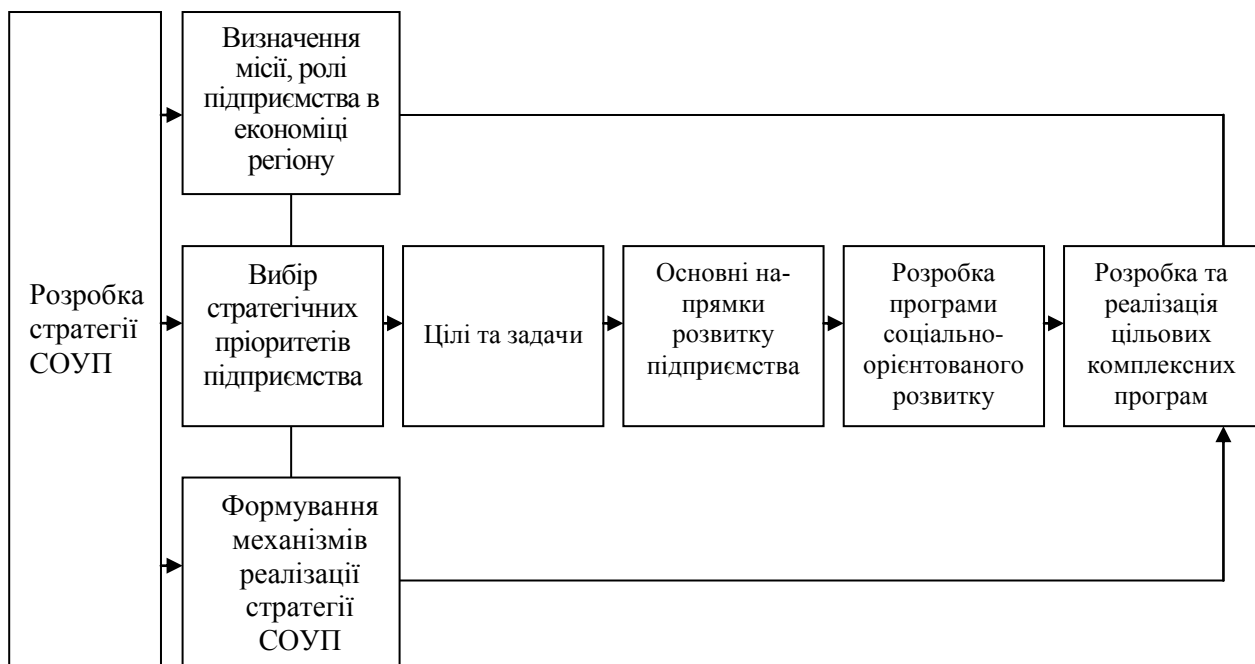 Розробка
стратегії
СОУП
Визначення
місії, ролі
підприємства в
економіці
регіону
Вибір
стратегічних
пріоритетів
підприємства
Цілі та задачі
Основні на-
прямки
розвитку
підприємства
Розробка
програми
соціально-
орієнтованого
розвитку
Розробка та
реалізація
цільових
комплексних
програм
Формування
механізмів
реалізації
стратегії
СОУП